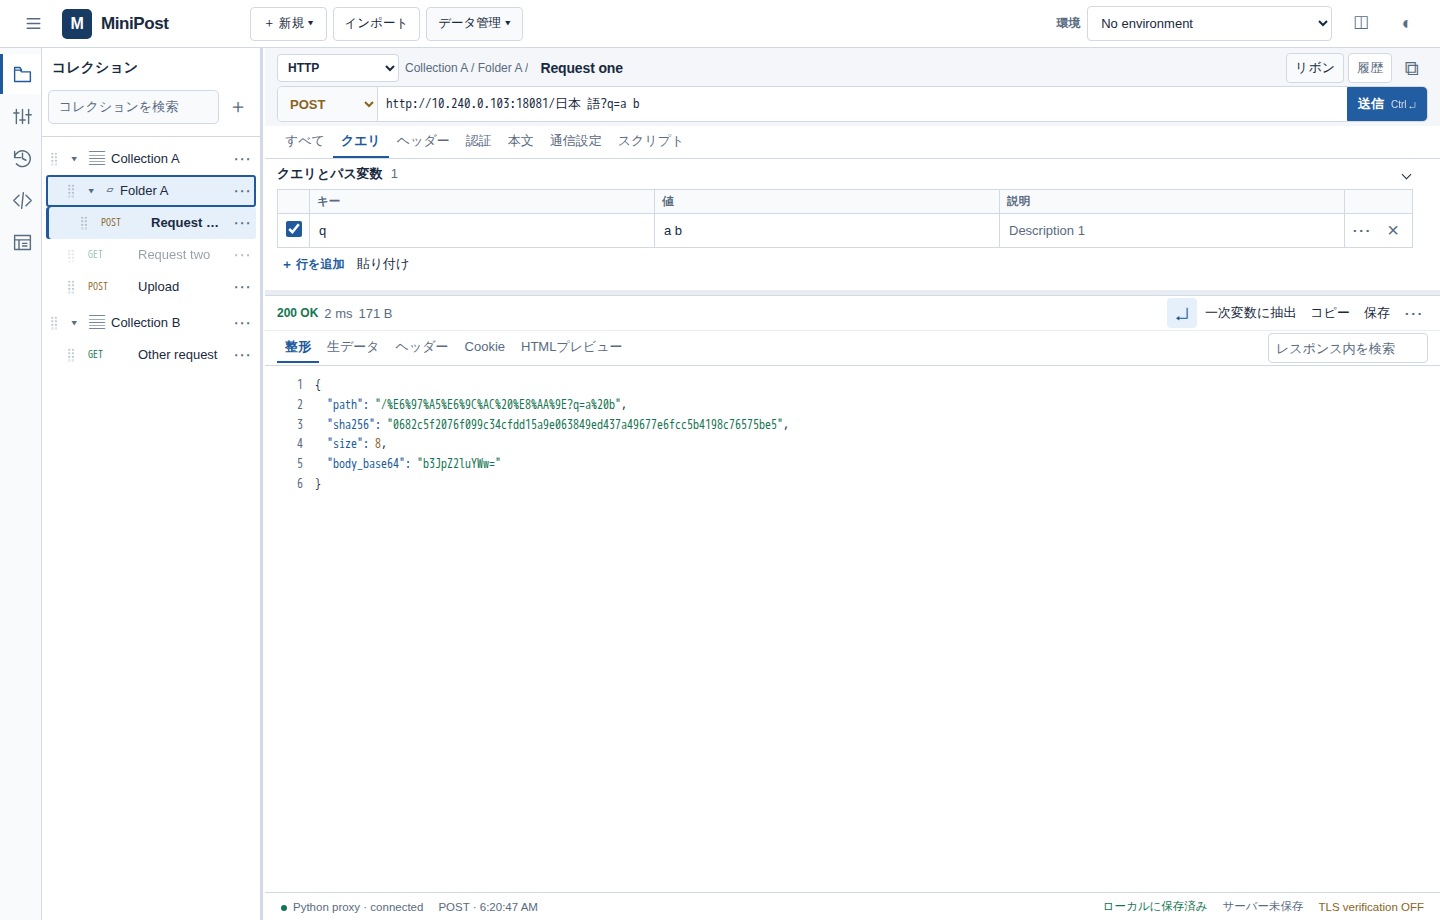 M MiniPost ＋ 新規 ▾ インポート データ管理 ▾ 環境 No environment
コレクション
コレクションを検索 +
Collection A ···
Folder A ···
POST Request ... ···
GET Request two ···
POST Upload ···
Collection B ···
GET Other request ···
HTTP Collection A / Folder A / Request one リボン 履歴
POST http://10.240.0.103:18081/日本 語?q=a b 送信 Ctrl ⏎
すべて クエリ ヘッダー 認証 本文 通信設定 スクリプト
クエリとパス変数 1
キー 値 説明
q a b Description 1 ··· ×
＋ 行を追加 貼り付け
200 OK 2 ms 171 B 一次変数に抽出 コピー 保存 ···
整形 生データ ヘッダー Cookie HTMLプレビュー レスポンス内を検索
1 {
2 "path": "/%E6%97%A5%E6%9C%AC%20%E8%AA%9E?q=a%20b",
3 "sha256": "0682c5f2076f099c34cfdd15a9e063849ed437a49677e6fcc5b4198c76575be5",
4 "size": 8,
5 "body_base64": "b3JpZ2luYWw="
6 }
Python proxy · connected POST · 6:20:47 AM ローカルに保存済み サーバー未保存 TLS verification OFF